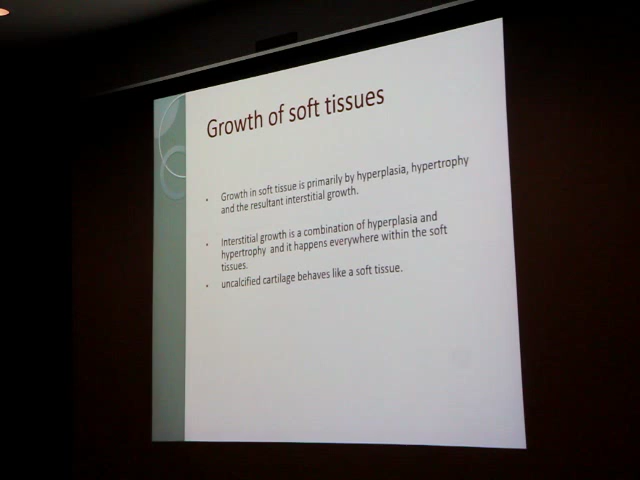 Growth of soft tissues
• Growth in soft tissue is primarily by hyperplasia, hypertrophy
and the resultant interstitial growth.
• Interstitial growth is a combination of hyperplasia and
hypertrophy and it happens everywhere within the soft
tissues.
• uncalcified cartilage behaves like a soft tissue.